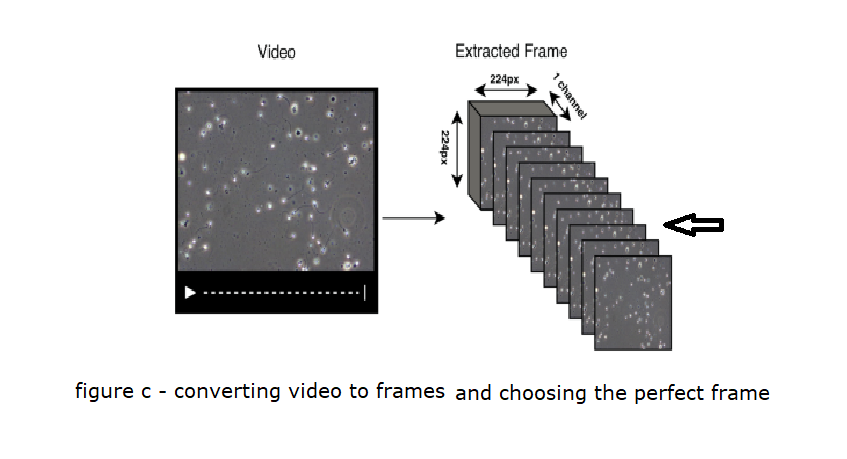 Video
Extracted Frame
224px
1 channel
224px
figure c - converting video to frames and choosing the perfect frame